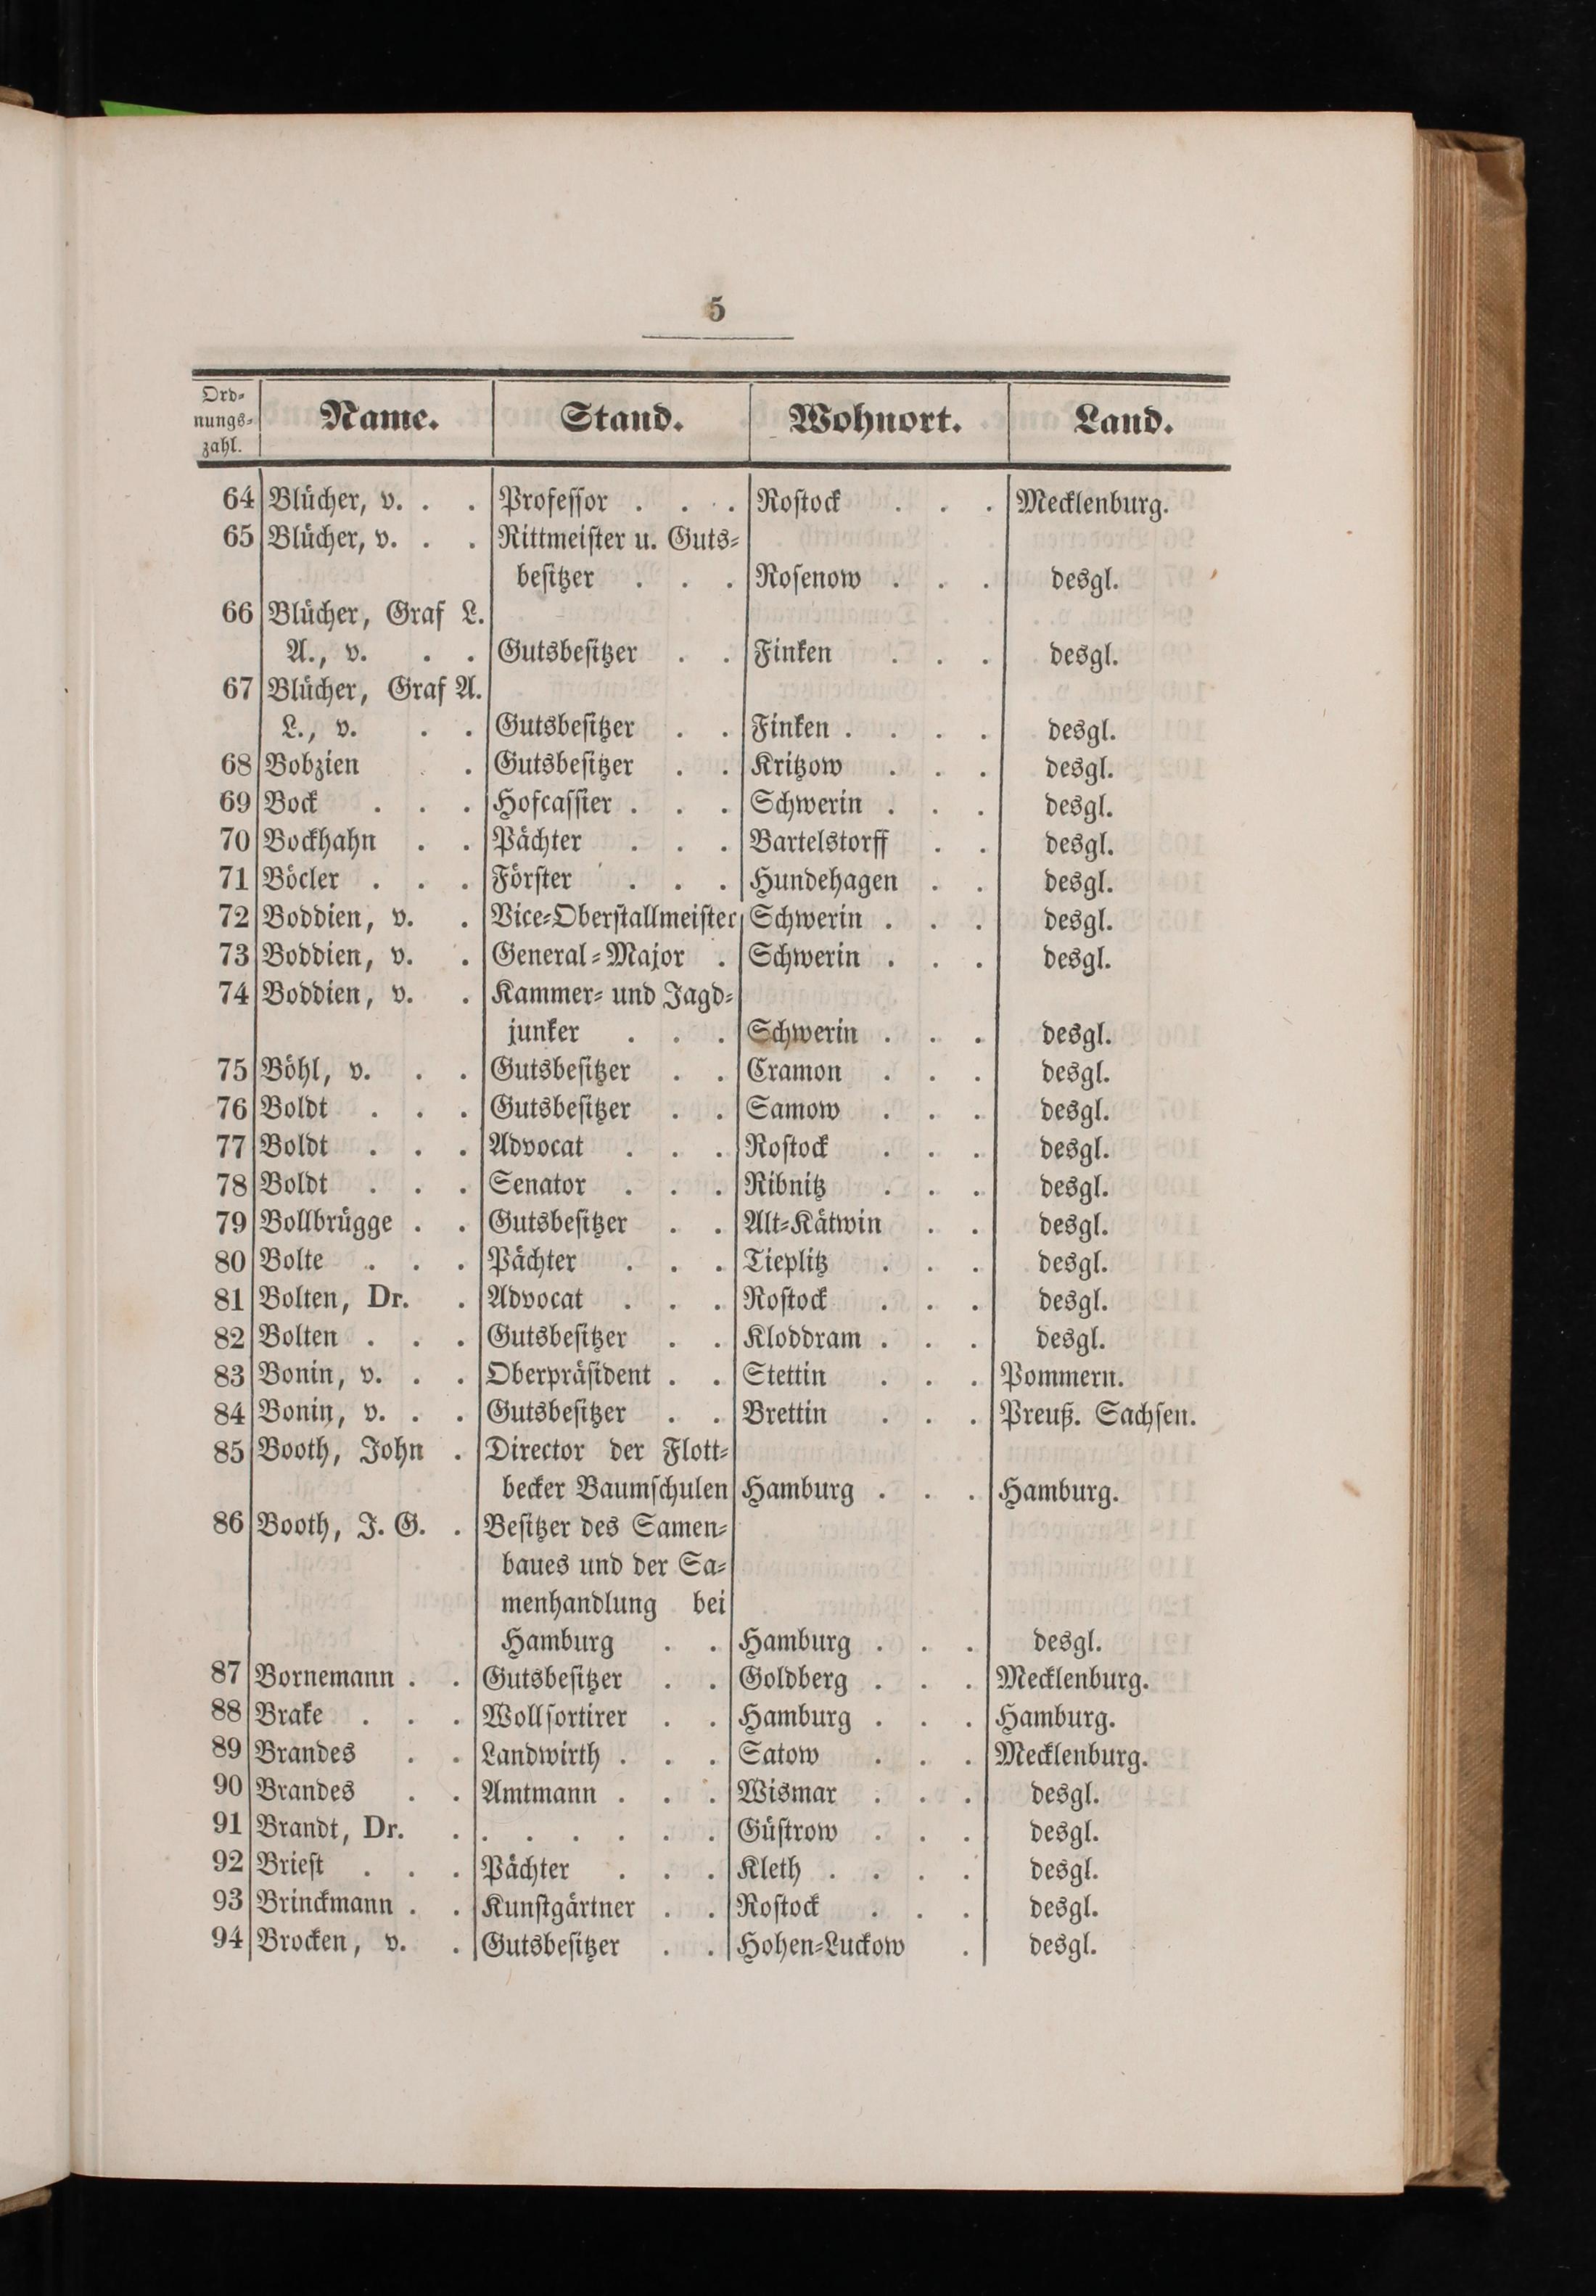 5
Ord-
nungs-
zahl.
Name. Stand. Wohnort. Land.
64 Blücher, v. . . Professor . . . Rostock . . . Mecklenburg.
65 Blücher, v. . . Rittmeister u. Guts-
besitzer . . . Rosenow . . . desgl.
66 Blücher, Graf L.
A., v. . . Gutsbesitzer . . Finken . . . desgl.
67 Blücher, Graf A.
L., v. . . Gutsbesitzer . . Finken . . . . desgl.
68 Bobzien . Gutsbesitzer . . Kritzow . . . desgl.
69 Bock . . . Hofcassier . . . Schwerin . . . desgl.
70 Bockhahn . . Pächter . . . Bartelstorff . . desgl.
71 Böcler . . . Förster . . . Hundehagen . . desgl.
72 Boddien, v. . Vice-Oberstallmeister Schwerin . . . desgl.
73 Boddien, v. . General-Major . Schwerin . . . desgl.
74 Boddien, v. . Kammer- und Jagd-
junker . . . Schwerin . . . desgl.
75 Böhl, v. . . Gutsbesitzer . . Cramon . . . desgl.
76 Boldt . . . Gutsbesitzer . . Samow . . . desgl.
77 Boldt . . . Advocat . . . Rostock . . . desgl.
78 Boldt . . . Senator . . . Ribnitz . . . desgl.
79 Bollbrügge . . Gutsbesitzer . . Alt-Kätwin . . desgl.
80 Bolte . . . Pächter . . . Tieplitz . . . desgl.
81 Bolten, Dr. . Advocat . . . Rostock . . . desgl.
82 Bolten . . . Gutsbesitzer . . Kloddram . . . desgl.
83 Bonin, v. . . Oberpräsident . . Stettin . . . Pommern.
84 Bonin, v. . . Gutsbesitzer . . Brettin . . . Preuß. Sachsen.
85 Booth, John . Director der Flott-
becker Baumschulen Hamburg . . . Hamburg.
86 Booth, J. G. . Besitzer des Samen-
baues und der Sa-
menhandlung bei
Hamburg . . Hamburg . . . desgl.
87 Bornemann . . Gutsbesitzer . . Goldberg . . . Mecklenburg.
88 Brake . . . Wollsortirer . . Hamburg . . . Hamburg.
89 Brandes . . Landwirth . . . Satow . . . Mecklenburg.
90 Brandes . . Amtmann . . . Wismar . . . desgl.
91 Brandt, Dr. . . . . . . . Güstrow . . . desgl.
92 Briest . . . Pächter . . . Kleth . . . . desgl.
93 Brinckmann . . Kunstgärtner . . Rostock . . . desgl.
94 Brocken, v. . Gutsbesitzer . . Hohen-Luckow . desgl.